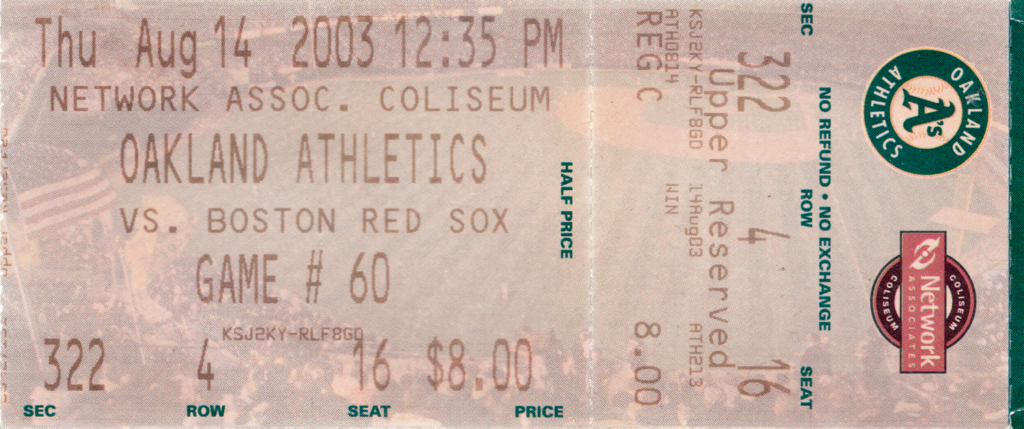 Thu Aug 14 2003 12:35 PM
NETWORK ASSOC. COLISEUM
OAKLAND ATHLETICS
VS. BOSTON RED SOX
GAME # 60
KSJ2KY-RLF8GD
322 4 16 $8.00
SEC ROW SEAT PRICE
HALF PRICE
REG C 8.00
ATH0814 WIN ATH213
KSJ2KY-RLF8GD 14Aug03
Upper Reserved
322 4 16
SEC ROW SEAT
NO REFUND • NO EXCHANGE
OAKLAND
A's
ATHLETICS
COLISEUM
Network
ASSOCIATES
COLISEUM